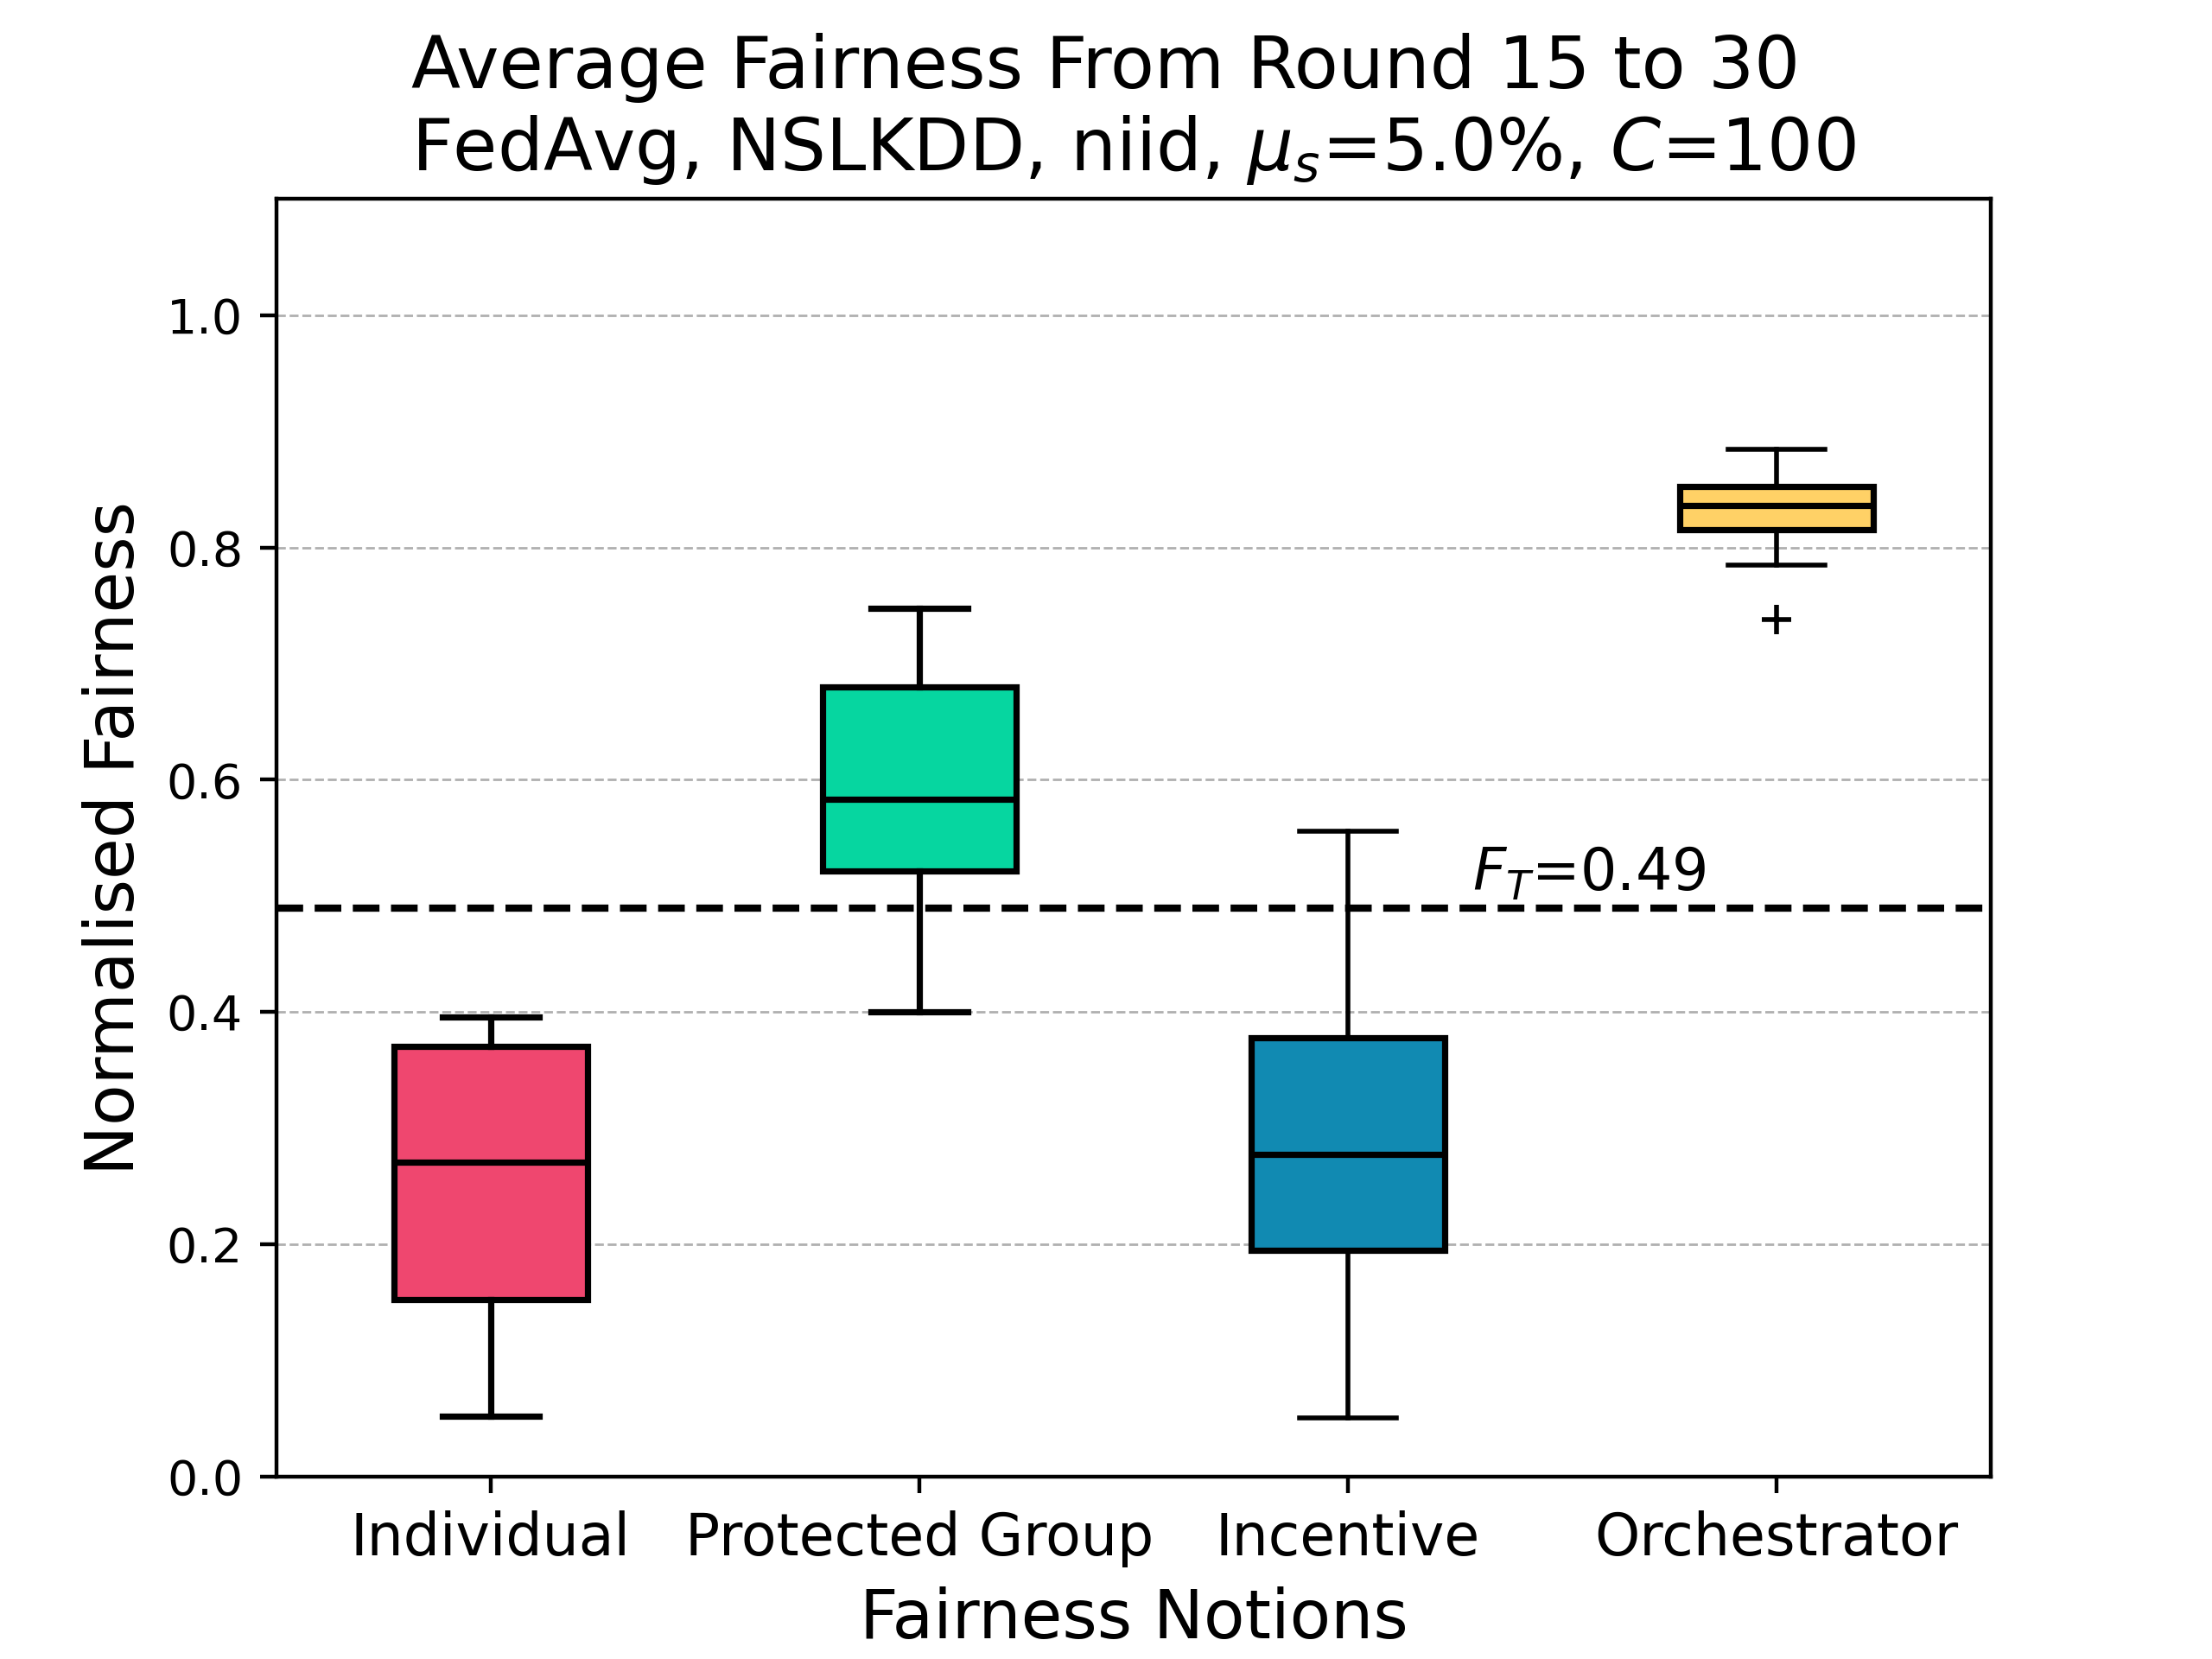 Average Fairness From Round 15 to 30
FedAvg, NSLKDD, niid, μs=5.0%, C=100
Normalised Fairness
1.0
0.8
0.6
0.4
0.2
0.0
FT=0.49
Individual Protected Group Incentive Orchestrator
Fairness Notions